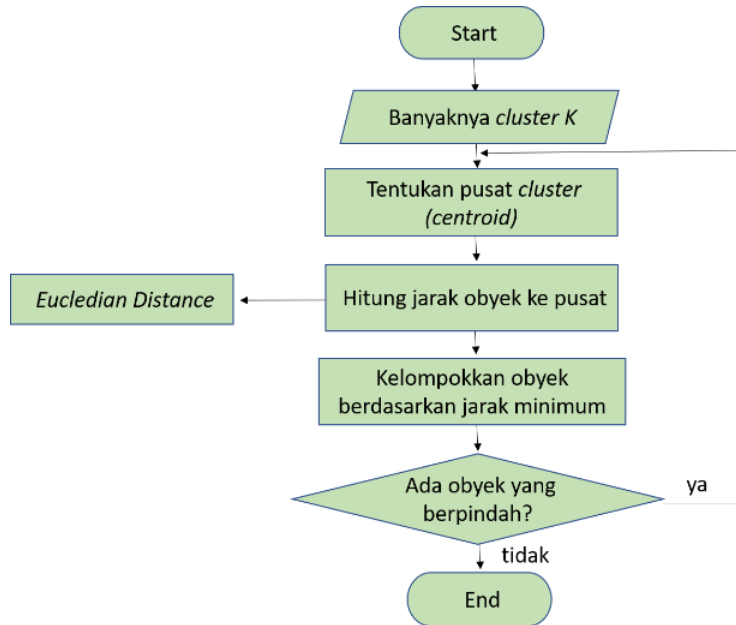 Start
Banyaknya cluster K
Tentukan pusat cluster
(centroid)
Eucledian Distance
Hitung jarak obyek ke pusat
Kelompokkan obyek
berdasarkan jarak minimum
Ada obyek yang
berpindah?
ya
tidak
End